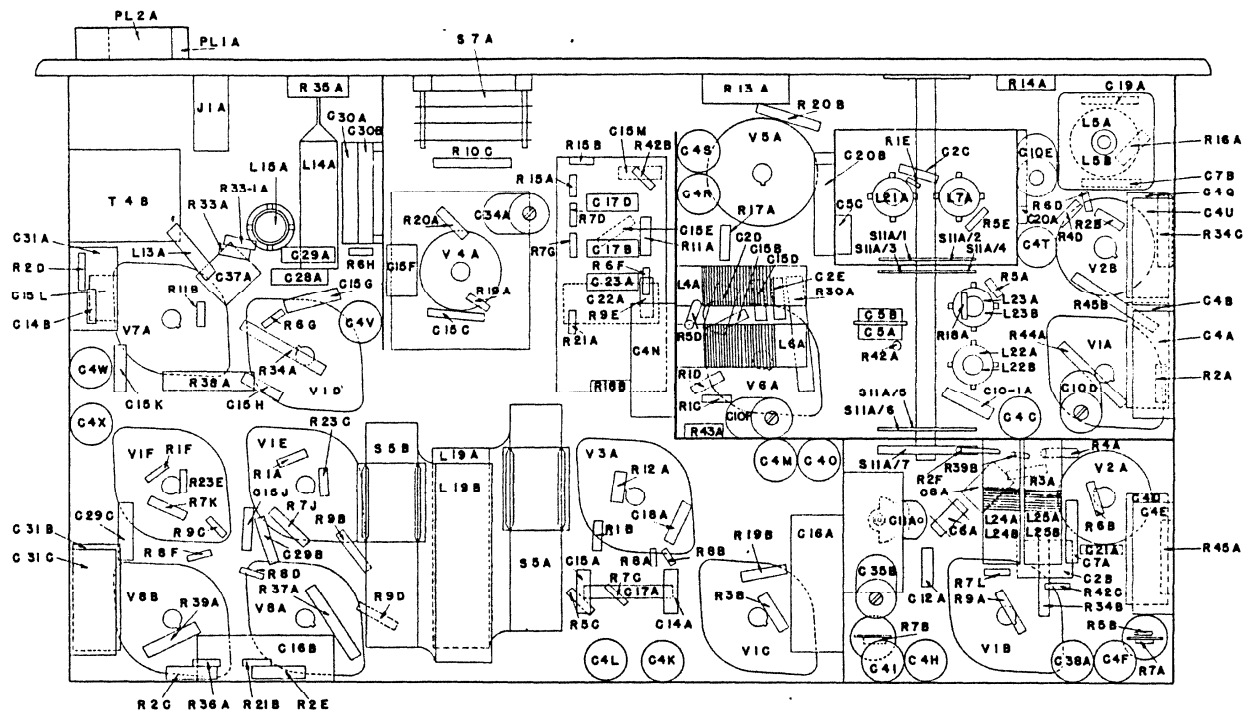 PL2A
PL1A
S7A
J1A
R35A
C30A
C30B
L14A
L15A
T4B
R33-1A
R33A
L13A
C31A
R2D
C15L
C14B
V7A
R11B
C37A
C29A
C28A
R6H
C15G
R6G
C4V
R34A
V1D
C4W
C15K
R38A
C15H
C4X
R10C
R20A
C34A
V4A
C15F
R19A
C15C
R15B
C15M
R42B
R15A
C17D
R7D
C15E
R7G
C17B
R11A
R6F
C23A
C22A
R9E
R21A
C4N
R16B
R13A
R20B
V5A
C4S
C4R
R17A
C20B
C5C
C2D
C15B
C15D
C2E
R30A
L4A
R5D
L6A
R1D
V6A
R1C
C10F
R43A
R1E
C2C
L21A
L7A
R5E
S11A/1
S11A/2
S11A/3
S11A/4
C5B
C5A
R42A
R5A
L23A
L23B
R18A
L22A
L22B
C10-1A
S11A/5
S11A/6
C4C
R14A
C19A
L5A
L5B
R16A
C10E
C7B
C4Q
R6D
C20A
R4D
R2B
C4U
R34C
C4T
V2B
R45B
C4B
R44A
V1A
C4A
C10D
R2A
V1F
R1F
R23E
R7K
R9C
C29C
C31B
C31C
R8F
V8B
R39A
R2C
R36A
R21B
R2E
V1E
R1A
R23C
C15J
R7J
R9B
C29B
R8D
R37A
V8A
R9D
C16B
S5B
L19A
L19B
S5A
V3A
R12A
C18A
R1B
R8A
R8B
C15A
R7C
C17A
R5C
C14A
C4L
C4K
C4M
C4O
R19B
C16A
R3B
V1C
S11A/7
R39B
R2F
C6A
R3A
R4A
V2A
C11A
L24A
L24B
L25A
L25B
R6B
C4D
C4E
C21A
C7A
R45A
C35B
C12A
R7L
R9A
C2B
R42C
R34B
R7B
R5B
C4I
C4H
V1B
C38A
C4F
R7A